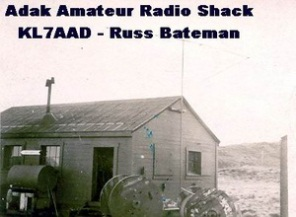 Adak Amateur Radio Shack
KL7AAD - Russ Bateman